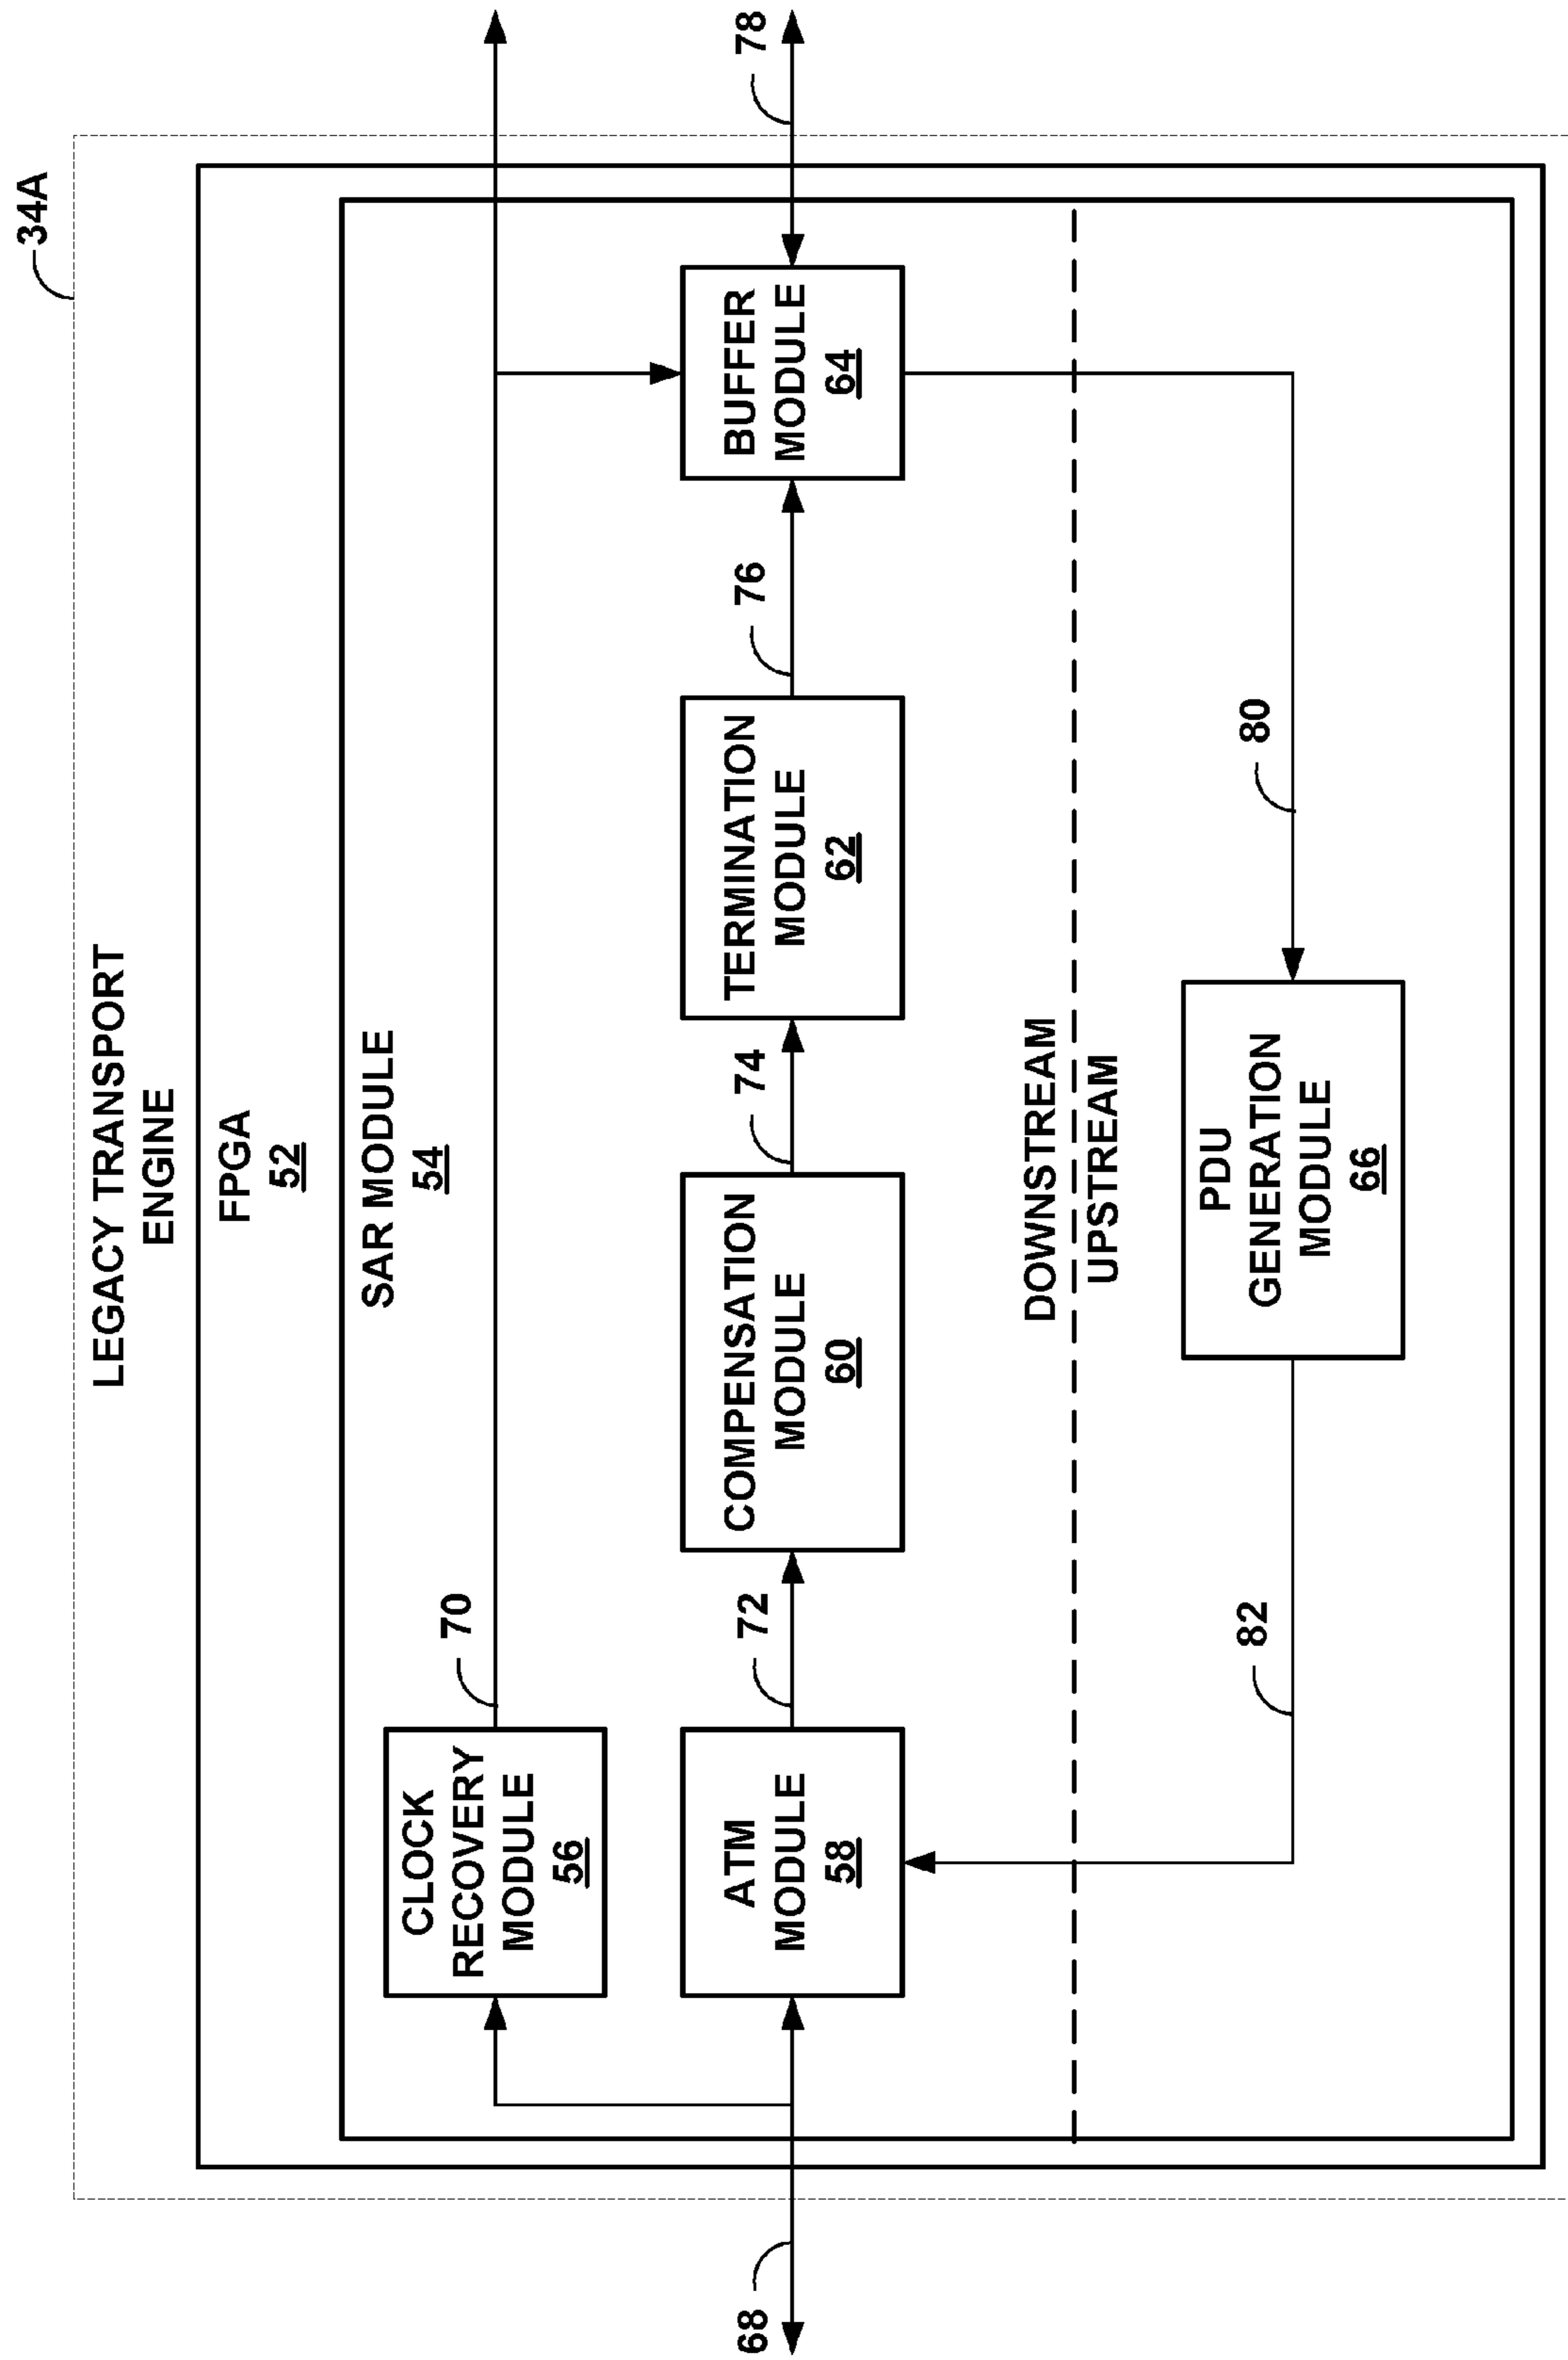 34A
LEGACY TRANSPORT
ENGINE
FPGA
52
SAR MODULE
54
CLOCK
RECOVERY
MODULE
56
70
68
ATM
MODULE
58
72
COMPENSATION
MODULE
60
74
TERMINATION
MODULE
62
76
BUFFER
MODULE
64
78
DOWNSTREAM
UPSTREAM
82
PDU
GENERATION
MODULE
66
80